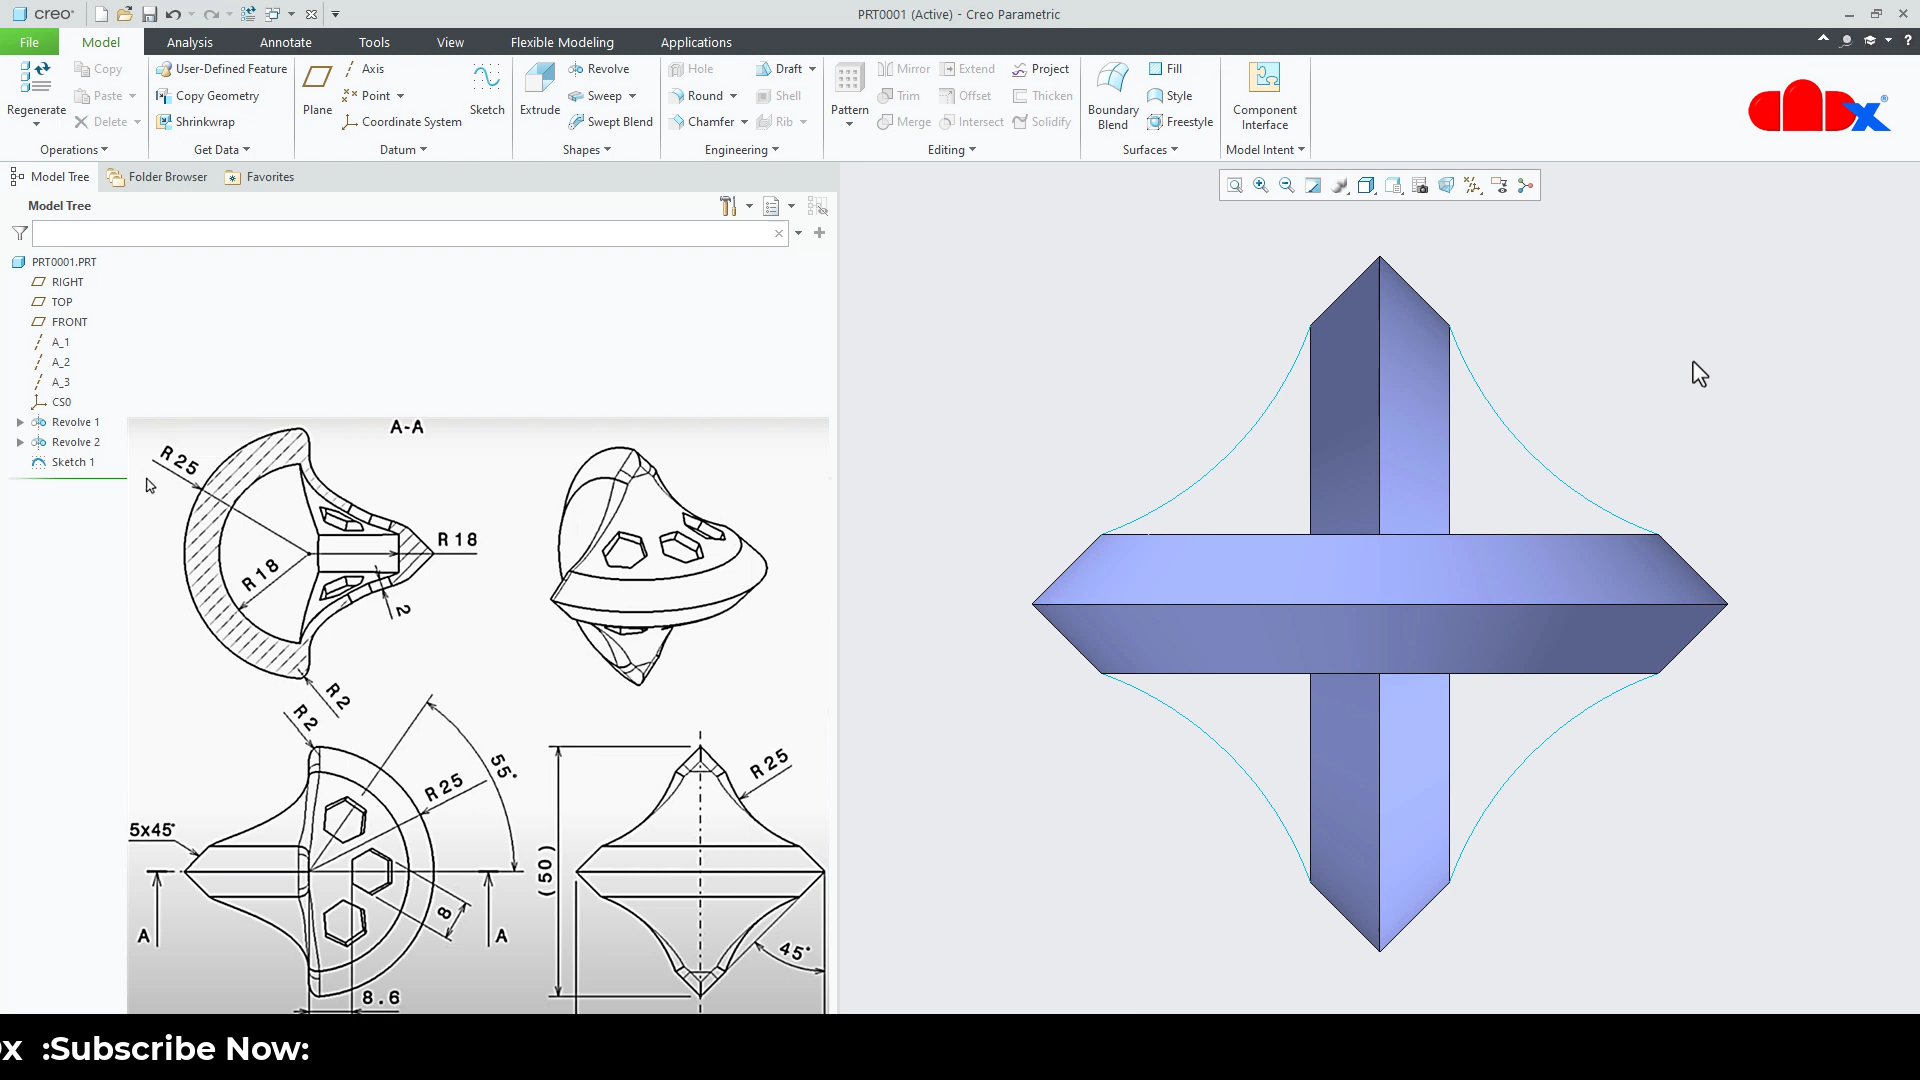 creo
PRT0001 (Active) - Creo Parametric
File
Model
Analysis
Annotate
Tools
View
Flexible Modeling
Applications
Regenerate
Copy
Paste
Delete
Operations
User-Defined Feature
Copy Geometry
Shrinkwrap
Get Data
Plane
Axis
Point
Coordinate System
Sketch
Datum
Extrude
Revolve
Sweep
Swept Blend
Shapes
Hole
Round
Chamfer
Draft
Shell
Rib
Engineering
Pattern
Mirror
Trim
Merge
Extend
Offset
Intersect
Project
Thicken
Solidify
Editing
Boundary
Blend
Fill
Style
Freestyle
Surfaces
Component
Interface
Model Intent
Model Tree
Folder Browser
Favorites
Model Tree
PRT0001.PRT
RIGHT
TOP
FRONT
A_1
A_2
A_3
CS0
Revolve 1
Revolve 2
Sketch 1
A-A
R25
R18
R18
2
R2
R2
55°
R25
R25
5x45°
(50)
8
A
A
45°
8.6
x :Subscribe Now: